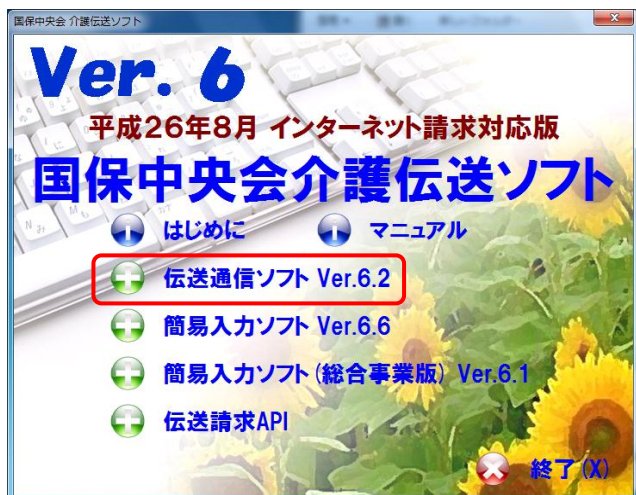 国保中央会 介護伝送ソフト
Ver. 6
平成26年8月 インターネット請求対応版
国保中央会介護伝送ソフト
はじめに マニュアル
伝送通信ソフト Ver.6.2
簡易入力ソフト Ver.6.6
簡易入力ソフト(総合事業版) Ver.6.1
伝送請求API
終了(X)